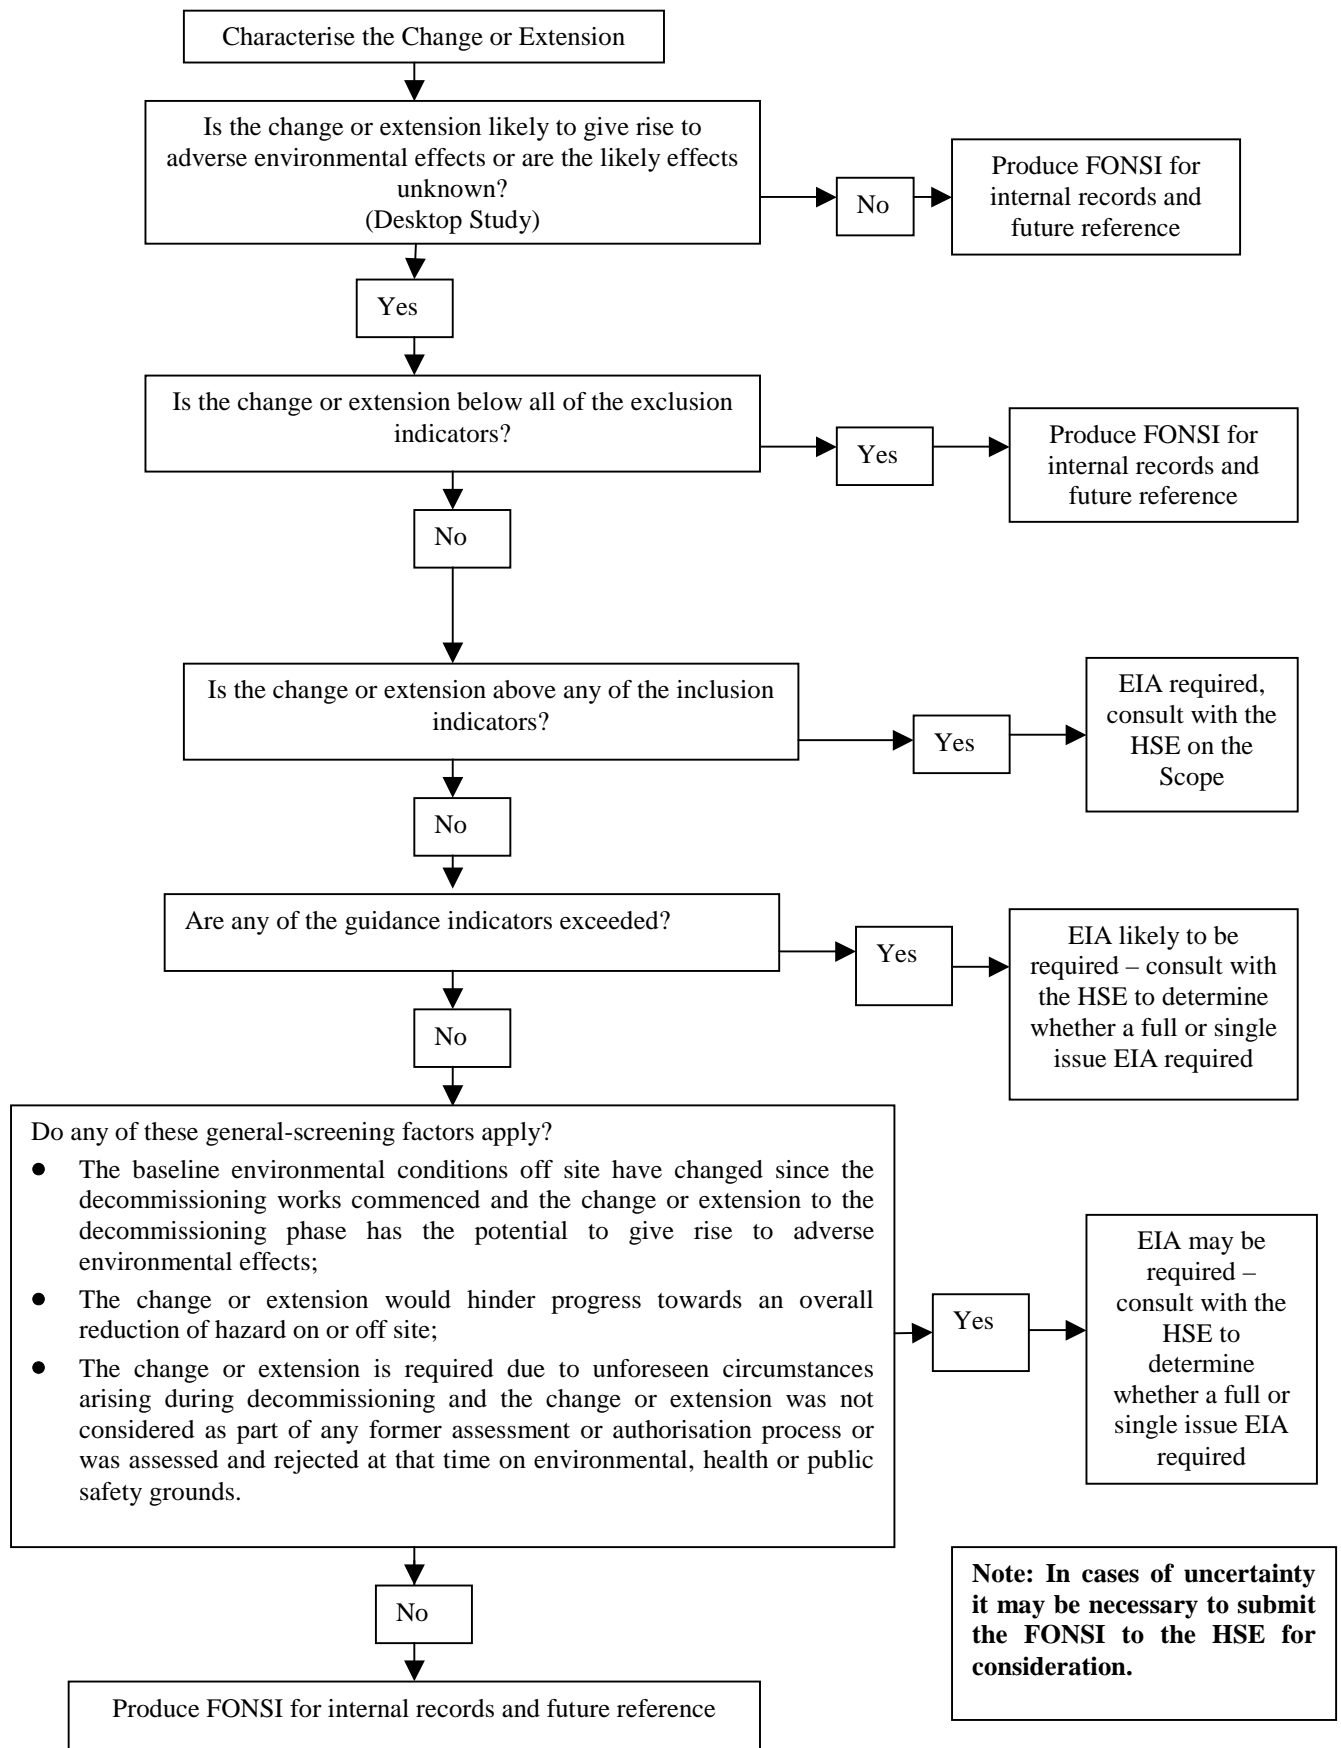 Characterise the Change or Extension
Is the change or extension likely to give rise to
adverse environmental effects or are the likely effects
unknown?
(Desktop Study)
No
Produce FONSI for
internal records and
future reference
Yes
Is the change or extension below all of the exclusion
indicators?
Yes
Produce FONSI for
internal records and
future reference
No
Is the change or extension above any of the inclusion
indicators?
Yes
EIA required,
consult with the
HSE on the
Scope
No
Are any of the guidance indicators exceeded?
Yes
EIA likely to be
required – consult with
the HSE to determine
whether a full or single
issue EIA required
No
Do any of these general-screening factors apply?
● The baseline environmental conditions off site have changed since the
decommissioning works commenced and the change or extension to the
decommissioning phase has the potential to give rise to adverse
environmental effects;
● The change or extension would hinder progress towards an overall
reduction of hazard on or off site;
● The change or extension is required due to unforeseen circumstances
arising during decommissioning and the change or extension was not
considered as part of any former assessment or authorisation process or
was assessed and rejected at that time on environmental, health or public
safety grounds.
Yes
EIA may be
required –
consult with the
HSE to
determine
whether a full or
single issue EIA
required
No
Produce FONSI for internal records and future reference
Note: In cases of uncertainty
it may be necessary to submit
the FONSI to the HSE for
consideration.